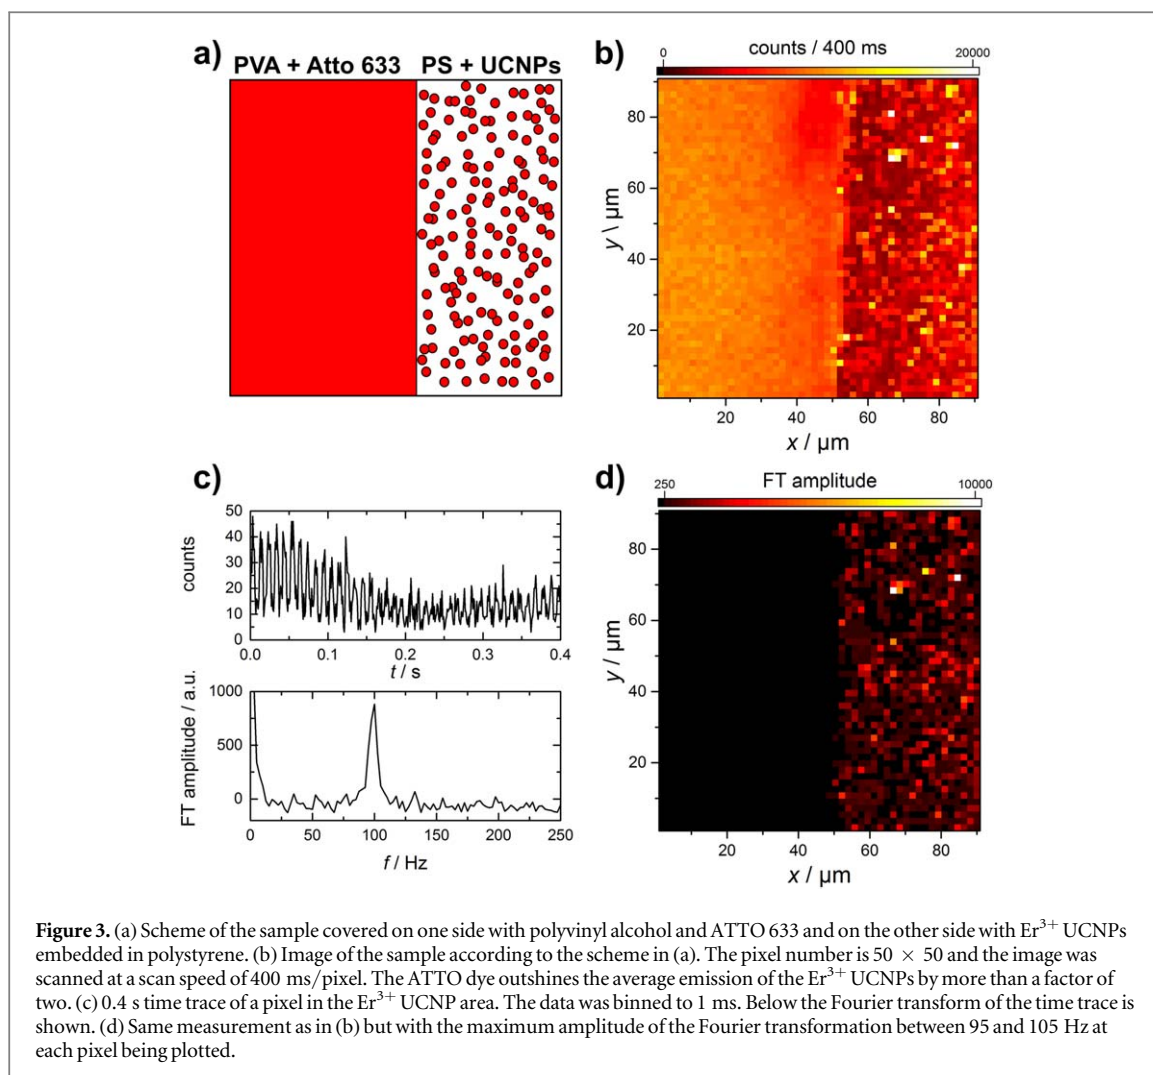 a)
PVA + Atto 633 PS + UCNPs
b)
counts / 400 ms
0 20000
80
60
40
20
y \ µm
20 40 60 80
x / µm
c)
50
40
30
20
10
0
counts
0.0 0.1 0.2 0.3 0.4
t / s
1000
500
0
FT amplitude / a.u.
0 50 100 150 200 250
f / Hz
d)
FT amplitude
250 10000
80
60
40
20
y / µm
20 40 60 80
x / µm
Figure 3. (a) Scheme of the sample covered on one side with polyvinyl alcohol and ATTO 633 and on the other side with Er³⁺ UCNPs
embedded in polystyrene. (b) Image of the sample according to the scheme in (a). The pixel number is 50 × 50 and the image was
scanned at a scan speed of 400 ms/pixel. The ATTO dye outshines the average emission of the Er³⁺ UCNPs by more than a factor of
two. (c) 0.4 s time trace of a pixel in the Er³⁺ UCNP area. The data was binned to 1 ms. Below the Fourier transform of the time trace is
shown. (d) Same measurement as in (b) but with the maximum amplitude of the Fourier transformation between 95 and 105 Hz at
each pixel being plotted.